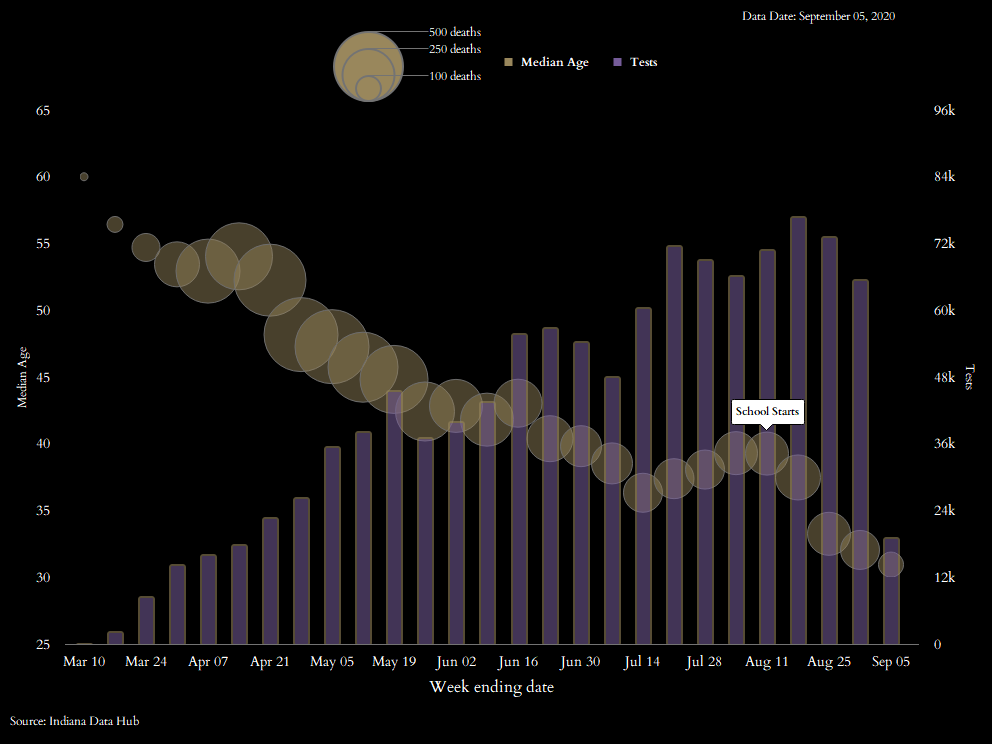 Data Date: September 05, 2020
500 deaths
250 deaths
100 deaths
Median Age
Tests
65
60
55
50
45
40
35
30
25
Median Age
96k
84k
72k
60k
48k
36k
24k
12k
0
Tests
School Starts
Mar 10 Mar 24 Apr 07 Apr 21 May 05 May 19 Jun 02 Jun 16 Jun 30 Jul 14 Jul 28 Aug 11 Aug 25 Sep 05
Week ending date
Source: Indiana Data Hub